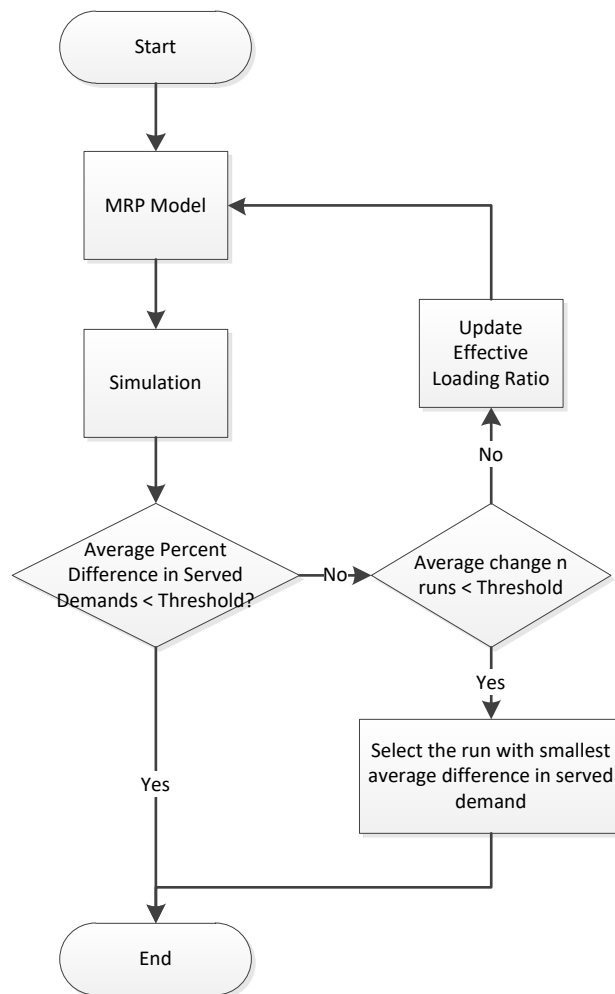 Start
MRP Model
Simulation
Update
Effective
Loading Ratio
No
Average Percent
Difference in Served
Demands < Threshold?
No
Average change n
runs < Threshold
Yes
Select the run with smallest
average difference in served
demand
Yes
End